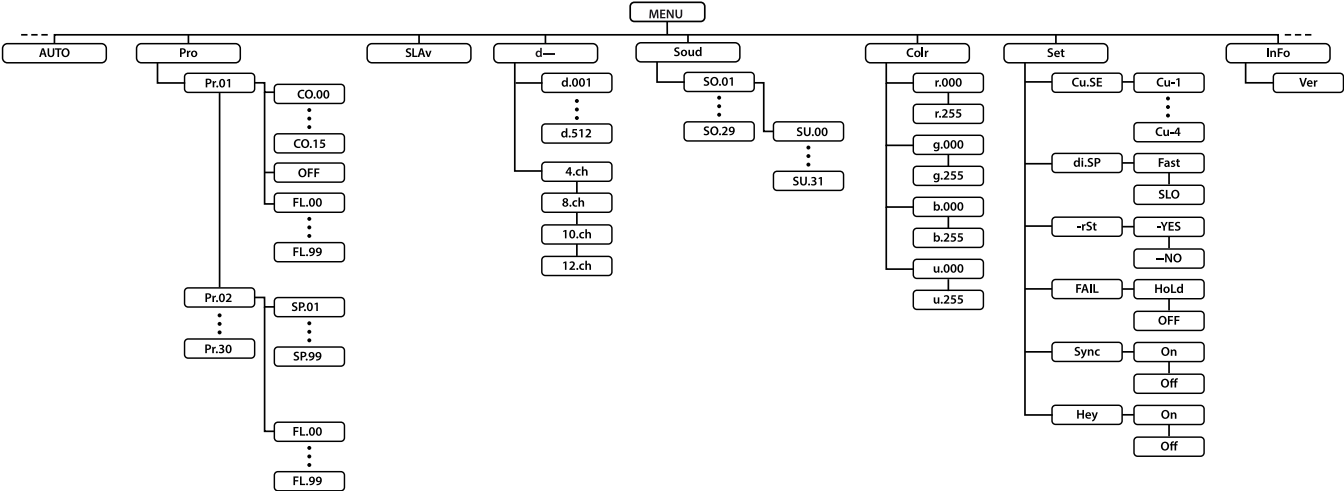 MENU
AUTO
Pro
SLAv
d—
Soud
Colr
Set
InFo
Pr.01
CO.00
CO.15
OFF
FL.00
FL.99
Pr.02
Pr.30
SP.01
SP.99
FL.00
FL.99
d.001
d.512
4.ch
8.ch
10.ch
12.ch
SO.01
SO.29
SU.00
SU.31
r.000
r.255
g.000
g.255
b.000
b.255
u.000
u.255
Cu.SE
Cu-1
Cu-4
di.SP
Fast
SLO
-rSt
-YES
—NO
FAIL
HoLd
OFF
Sync
On
Off
Hey
On
Off
Ver